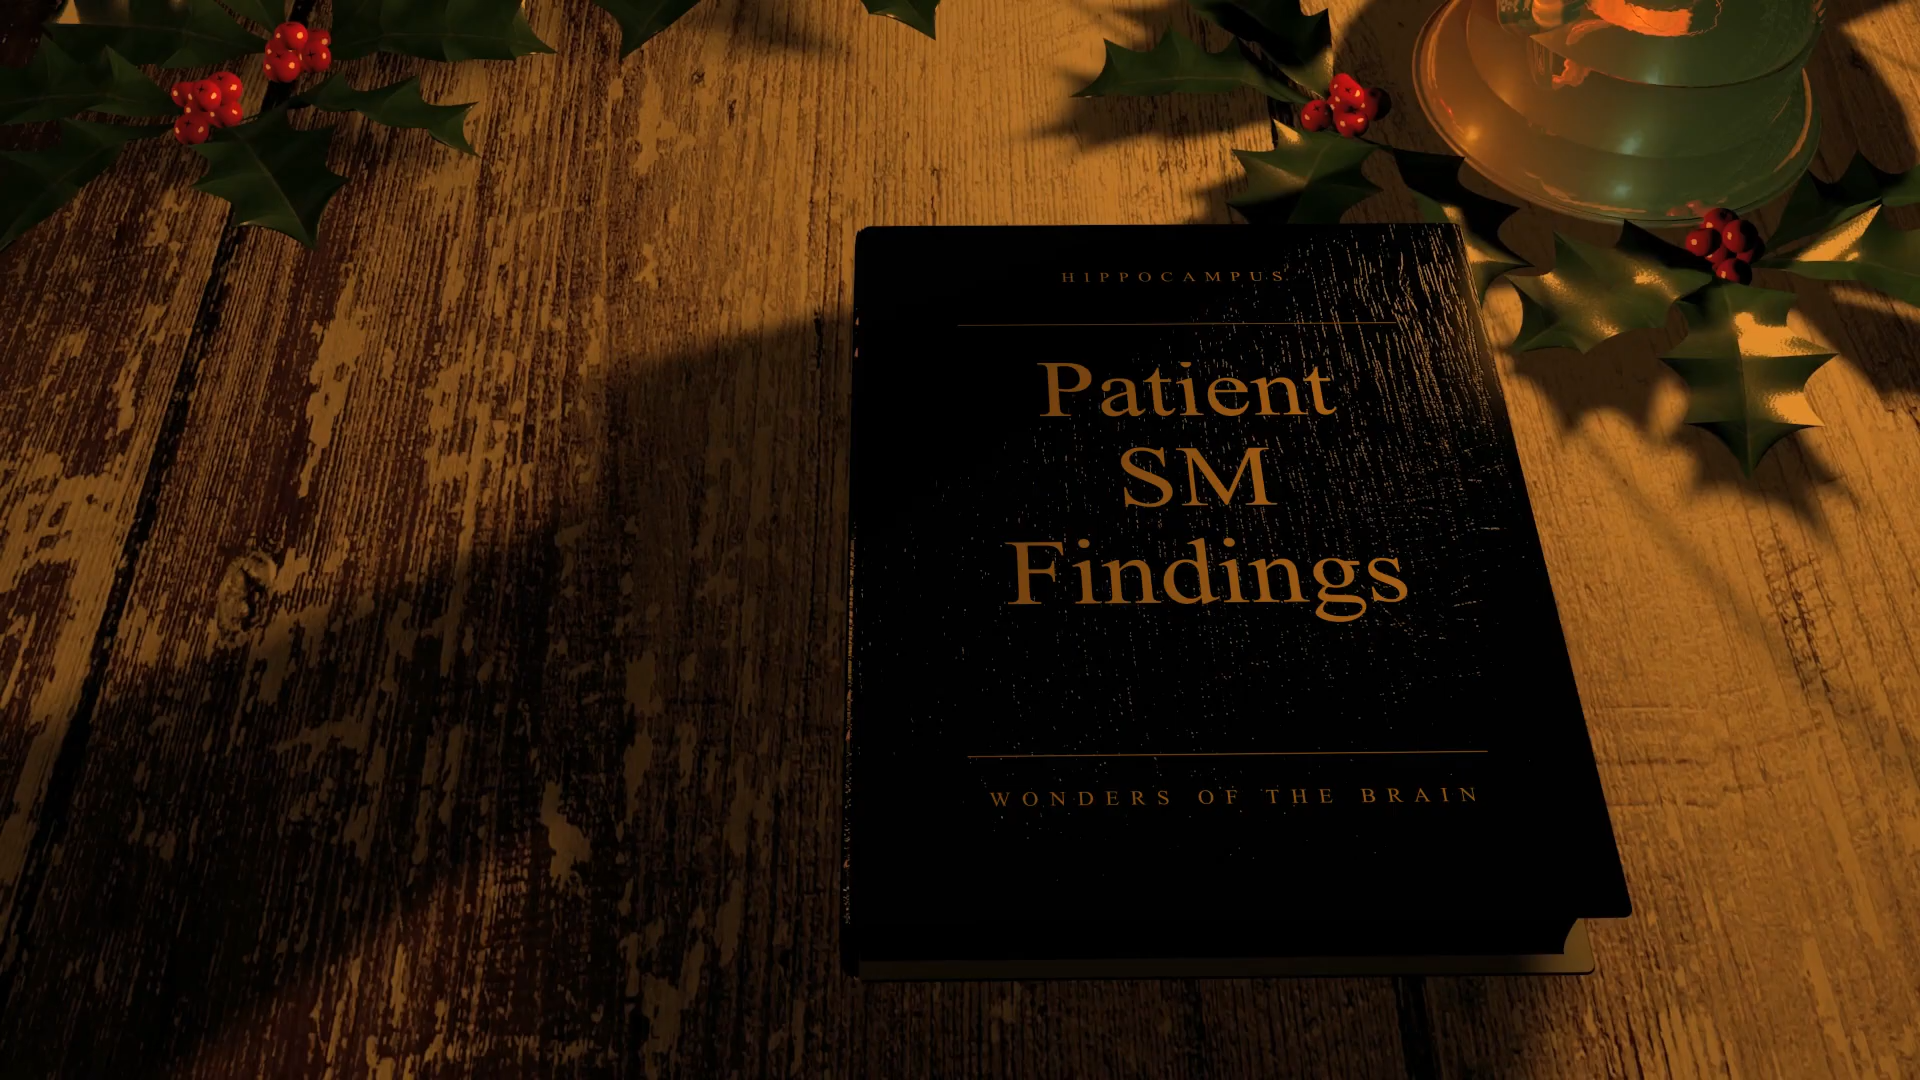 HIPPOCAMPUS
Patient
SM
Findings
WONDERS OF THE BRAIN